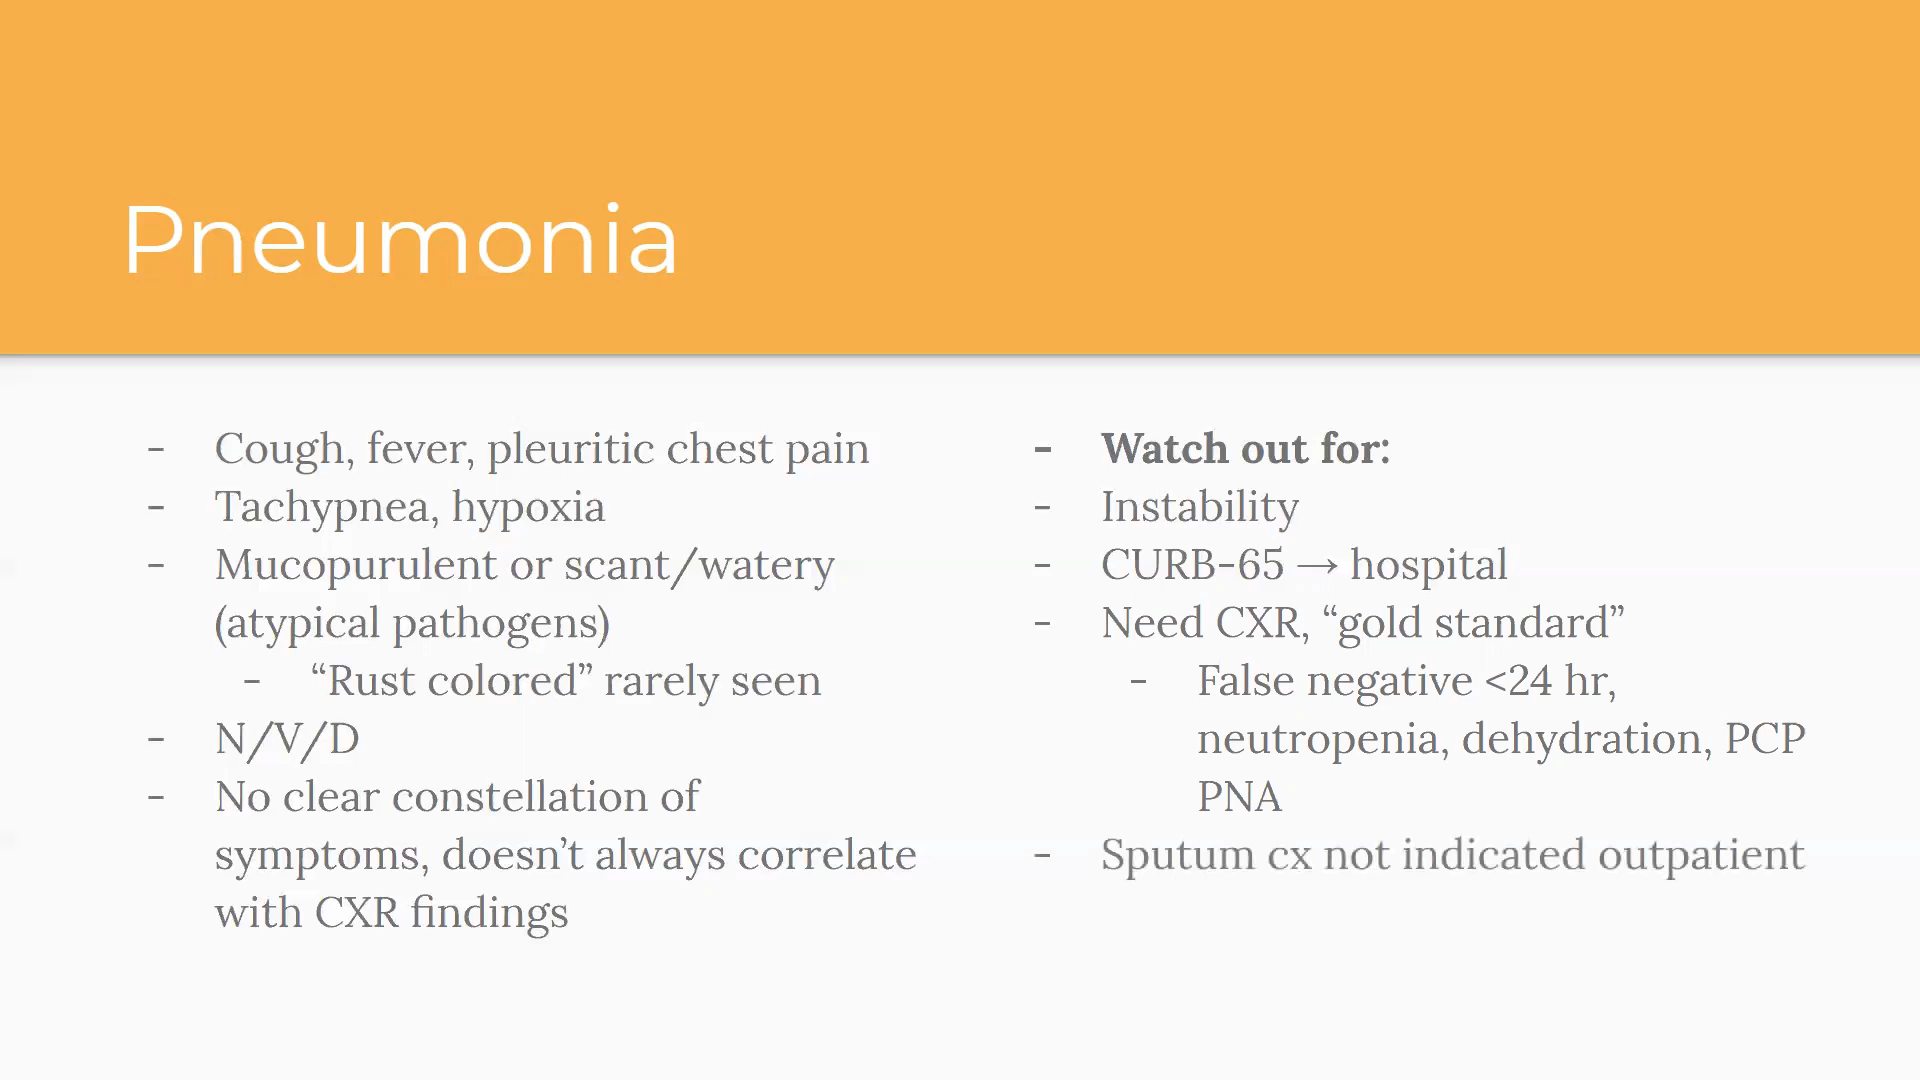 Pneumonia
- Cough, fever, pleuritic chest pain
- Tachypnea, hypoxia
- Mucopurulent or scant/watery
(atypical pathogens)
- “Rust colored” rarely seen
- N/V/D
- No clear constellation of
symptoms, doesn’t always correlate
with CXR findings
- Watch out for:
- Instability
- CURB-65 → hospital
- Need CXR, “gold standard”
- False negative <24 hr,
neutropenia, dehydration, PCP
PNA
- Sputum cx not indicated outpatient